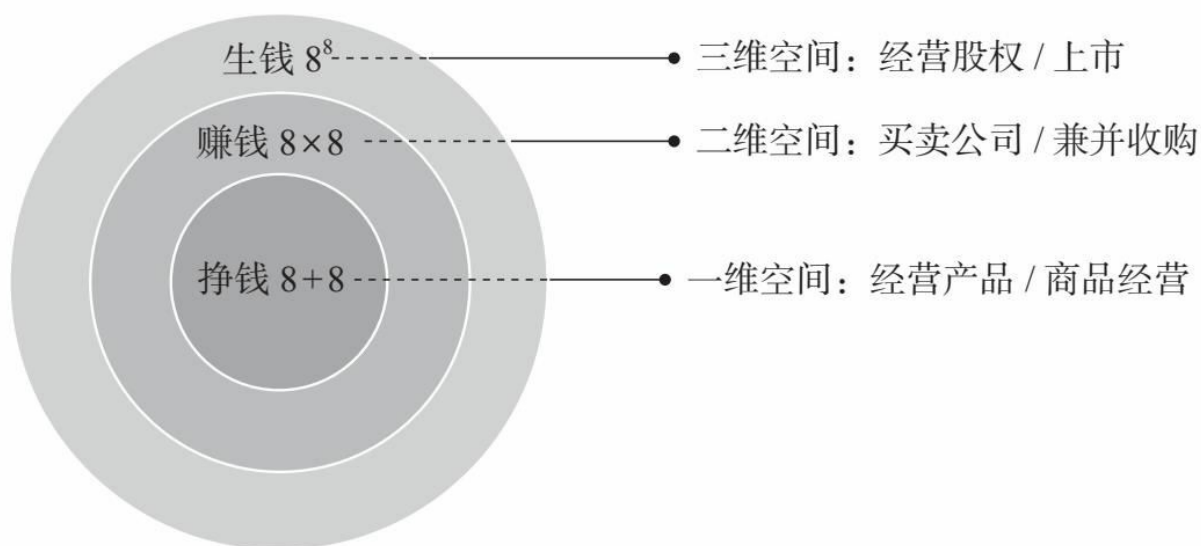 生钱 8⁸ 三维空间：经营股权 / 上市
赚钱 8×8 二维空间：买卖公司 / 兼并收购
挣钱 8+8 一维空间：经营产品 / 商品经营